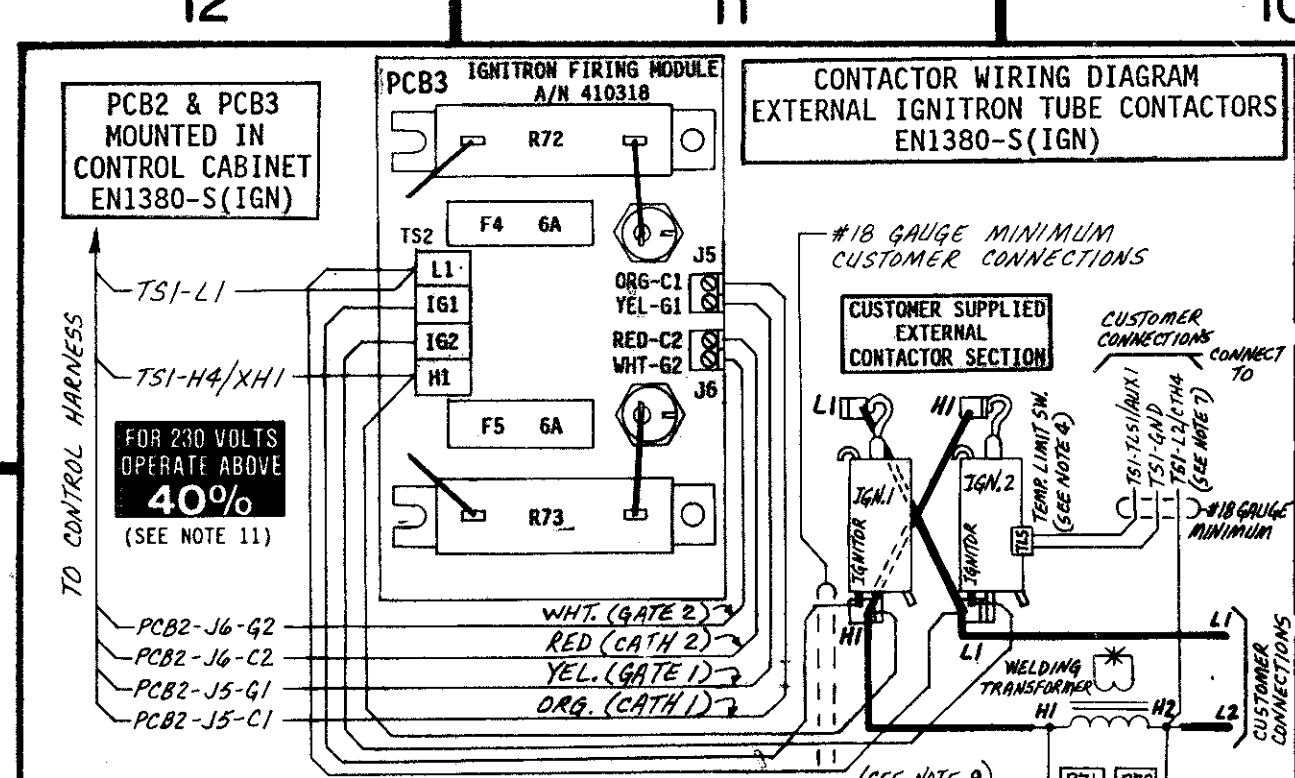 12
11
10
PCB2 & PCB3
MOUNTED IN
CONTROL CABINET
EN1380-S(IGN)
PCB3
IGNITRON FIRING MODULE
A/N 410318
CONTACTOR WIRING DIAGRAM
EXTERNAL IGNITRON TUBE CONTACTORS
EN1380-S(IGN)
R72
F4 6A
TS2
L1
IG1
IG2
H1
J5
ORG-C1
YEL-G1
RED-C2
WHT-G2
J6
F5 6A
R73
TS1-L1
TS1-H4/XH1
TO CONTROL HARNESS
FOR 230 VOLTS
OPERATE ABOVE
40%
(SEE NOTE 11)
PCB2-J6-G2
PCB2-J6-C2
PCB2-J5-G1
PCB2-J5-C1
WHT. (GATE 2)
RED (CATH 2)
YEL. (GATE 1)
ORG. (CATH 1)
#18 GAUGE MINIMUM
CUSTOMER CONNECTIONS
CUSTOMER SUPPLIED
EXTERNAL
CONTACTOR SECTION
CUSTOMER
CONNECTIONS
CONNECT
TO
TS1-TLS1/AUX1
TS1-GND
TS1-L2/CTH4
(SEE NOTE 7)
#18 GAUGE
MINIMUM
L1
H1
IGN.1
IGN.2
IGNITOR
IGNITOR
TLS
TEMP. LIMIT SW.
(SEE NOTE 4)
H1
L1
L1
WELDING
TRANSFORMER
H1
H2
L2
CUSTOMER
CONNECTIONS
(SEE NOTE 9)